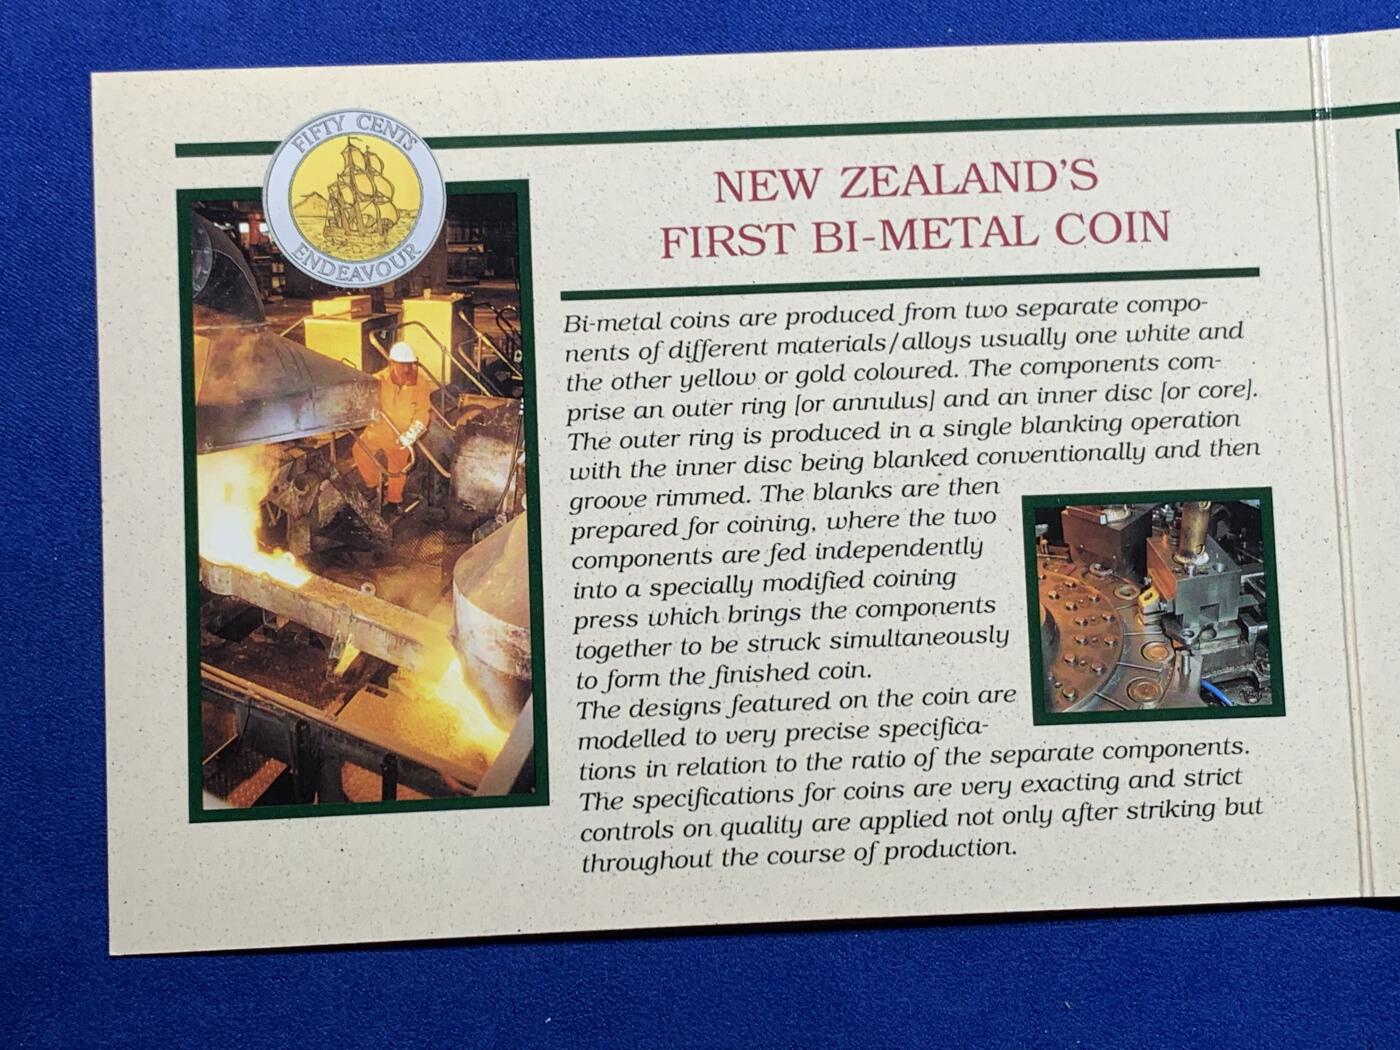 FIFTY CENTS
ENDEAVOUR
NEW ZEALAND'S
FIRST BI-METAL COIN
Bi-metal coins are produced from two separate compo-
nents of different materials/alloys usually one white and
the other yellow or gold coloured. The components com-
prise an outer ring [or annulus] and an inner disc [or core].
The outer ring is produced in a single blanking operation
with the inner disc being blanked conventionally and then
groove rimmed. The blanks are then
prepared for coining, where the two
components are fed independently
into a specially modified coining
press which brings the components
together to be struck simultaneously
to form the finished coin.
The designs featured on the coin are
modelled to very precise specifica-
tions in relation to the ratio of the separate components.
The specifications for coins are very exacting and strict
controls on quality are applied not only after striking but
throughout the course of production.